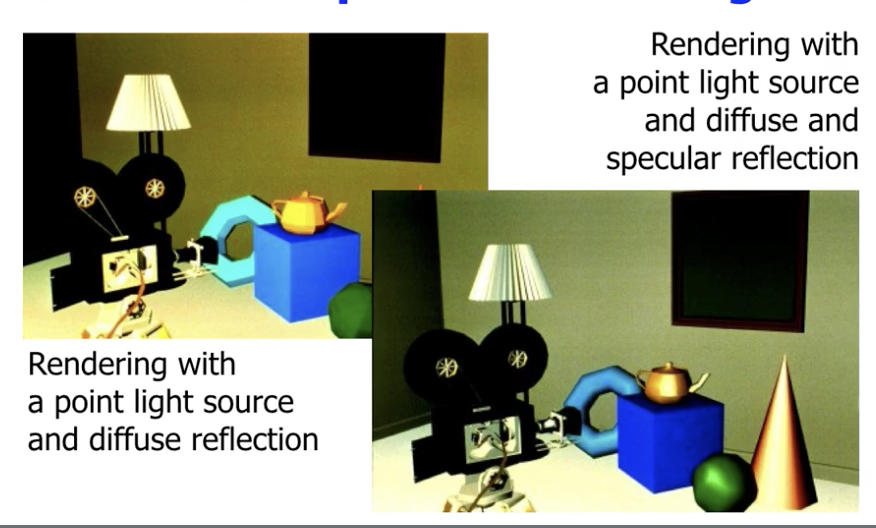 Rendering with
a point light source
and diffuse and
specular reflection
Rendering with
a point light source
and diffuse reflection